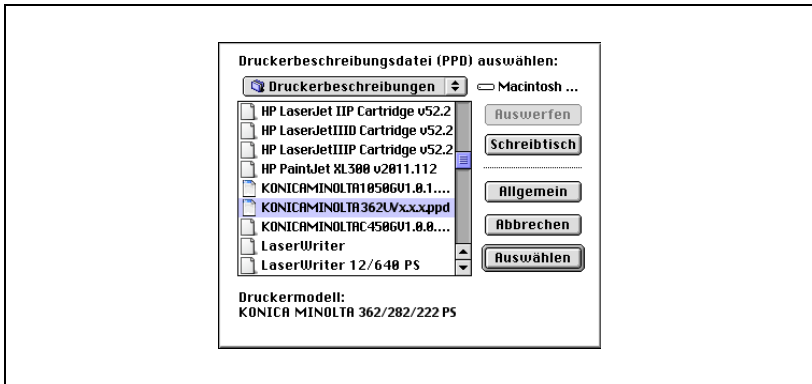 Druckerbeschreibungsdatei (PPD) auswählen:
Druckerbeschreibungen
Macintosh ...
HP LaserJet IIP Cartridge v52.2
HP LaserJetIIID Cartridge v52.2
HP LaserJetIIIP Cartridge v52.2
HP PaintJet XL300 v2011.112
KONICAMINOLTA1050GV1.0.1....
KONICAMINOLTA362UVx.x.x.ppd
KONICAMINOLTAC450GV1.0.0....
LaserWriter
LaserWriter 12/640 PS
Auswerfen
Schreibtisch
Allgemein
Abbrechen
Auswählen
Druckermodell:
KONICA MINOLTA 362/282/222 PS